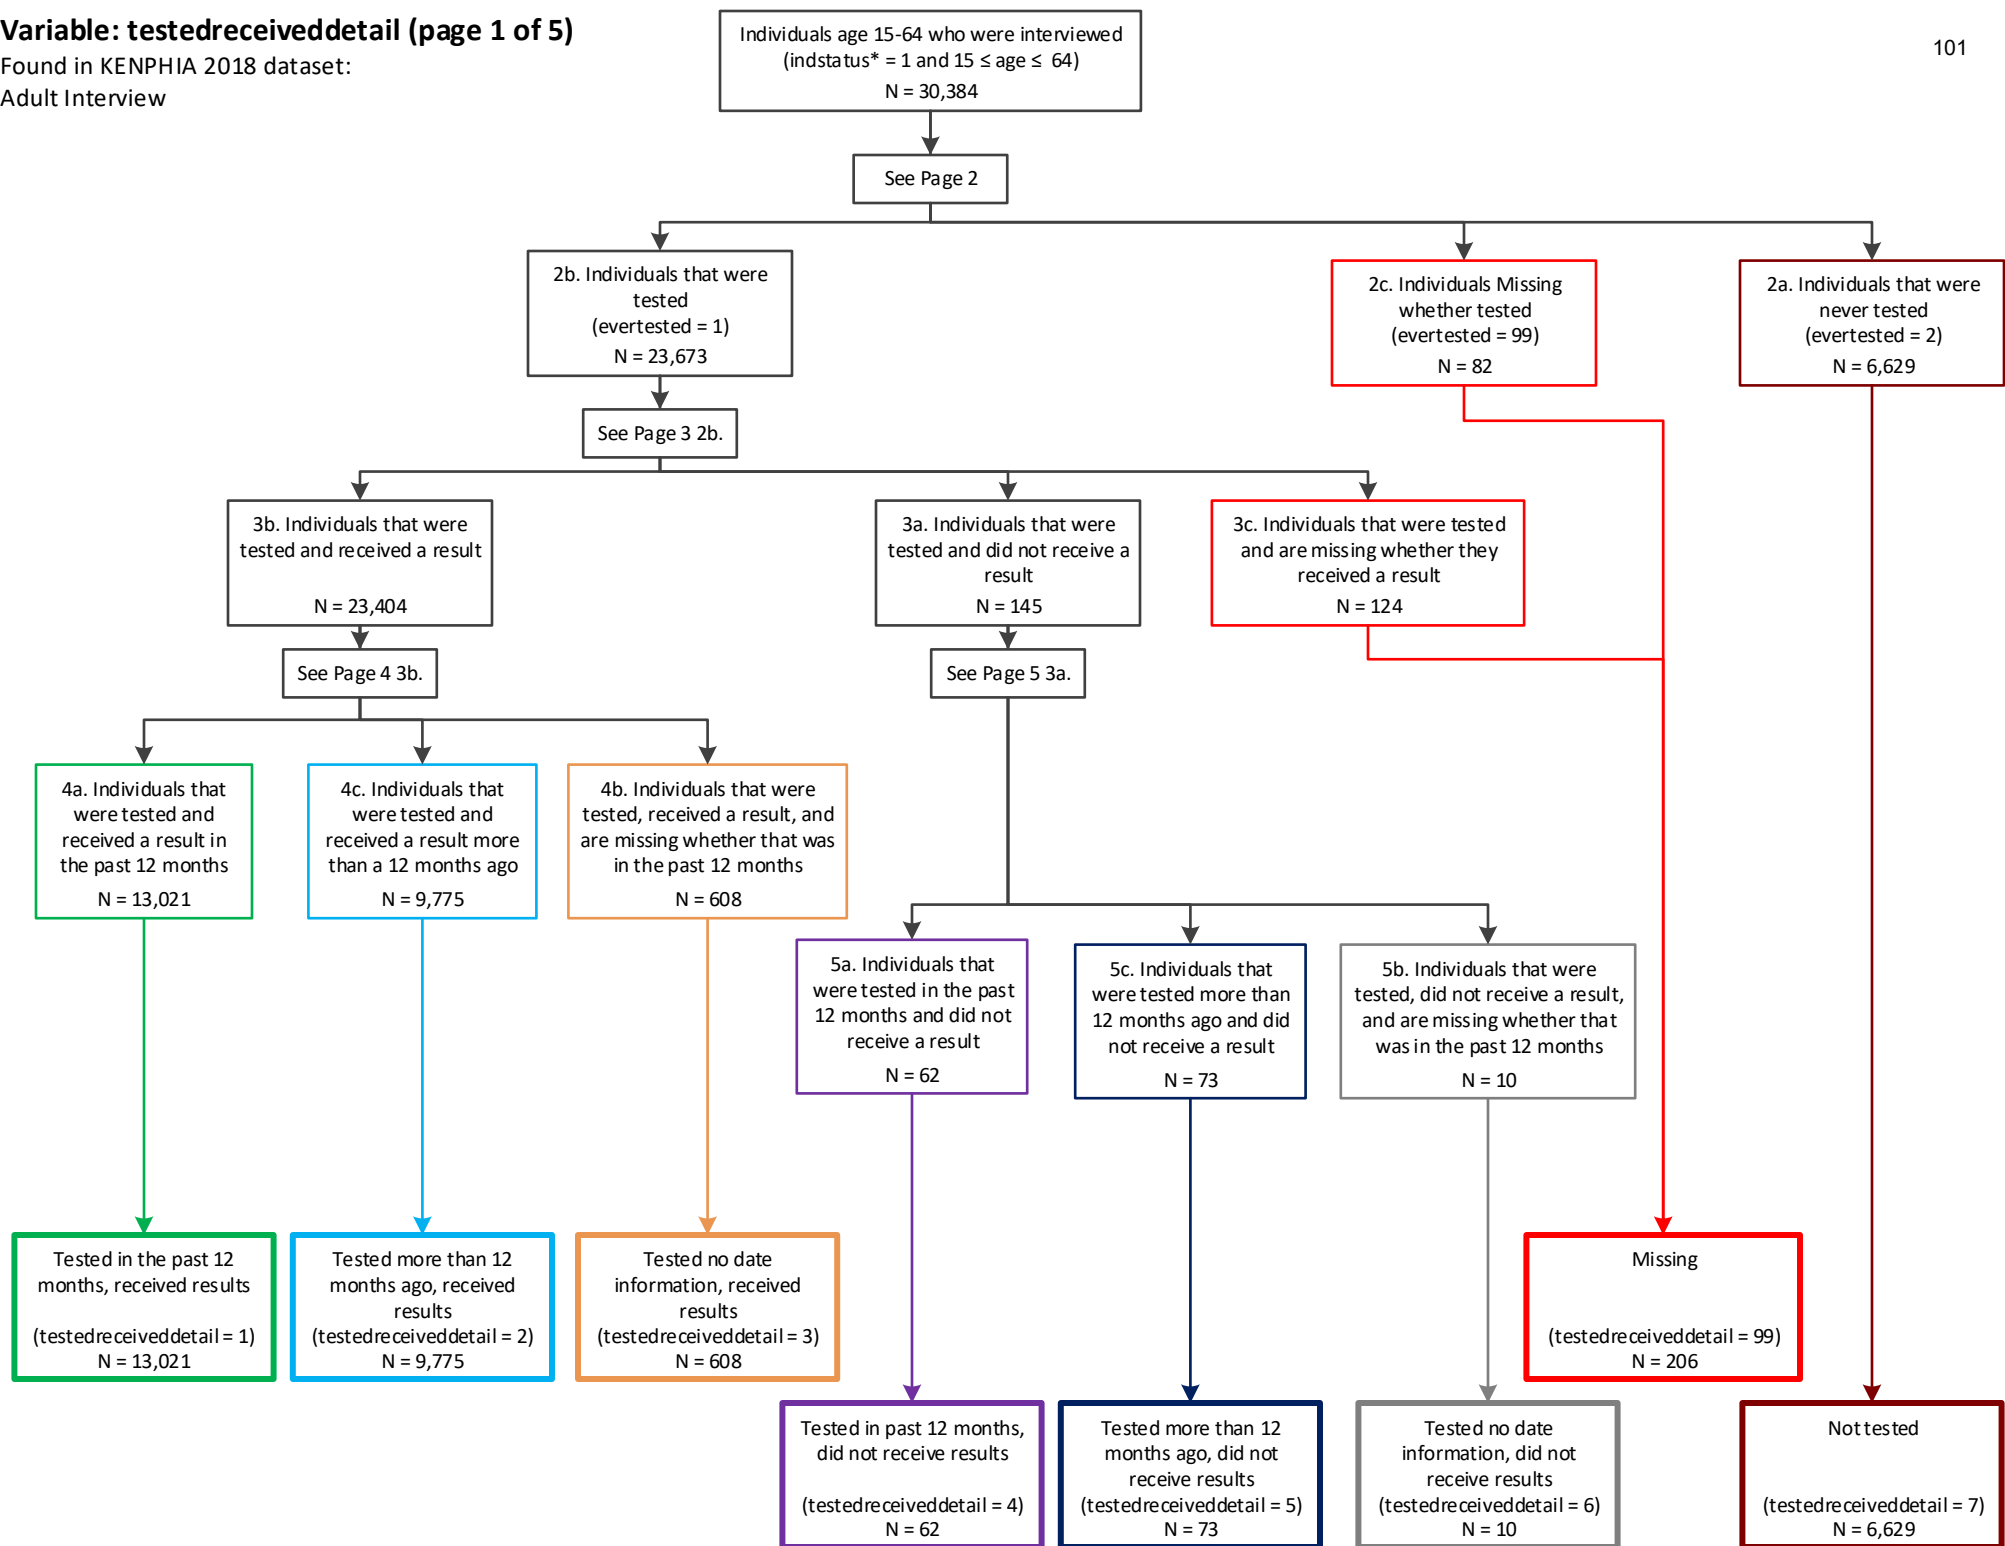 Variable: testedreceiveddetail (page 1 of 5)
Found in KENPHIA 2018 dataset:
Adult Interview
101
Individuals age 15-64 who were interviewed
(indstatus* = 1 and 15 ≤ age ≤ 64)
N = 30,384
See Page 2
2b. Individuals that were
tested
(evertested = 1)
N = 23,673
2c. Individuals Missing
whether tested
(evertested = 99)
N = 82
2a. Individuals that were
never tested
(evertested = 2)
N = 6,629
See Page 3 2b.
3b. Individuals that were
tested and received a result
N = 23,404
3a. Individuals that were
tested and did not receive a
result
N = 145
3c. Individuals that were tested
and are missing whether they
received a result
N = 124
See Page 4 3b.
See Page 5 3a.
4a. Individuals that
were tested and
received a result in
the past 12 months
N = 13,021
4c. Individuals that
were tested and
received a result more
than a 12 months ago
N = 9,775
4b. Individuals that were
tested, received a result, and
are missing whether that was
in the past 12 months
N = 608
5a. Individuals that
were tested in the past
12 months and did not
receive a result
N = 62
5c. Individuals that
were tested more than
12 months ago and did
not receive a result
N = 73
5b. Individuals that were
tested, did not receive a result,
and are missing whether that
was in the past 12 months
N = 10
Tested in the past 12
months, received results
(testedreceiveddetail = 1)
N = 13,021
Tested more than 12
months ago, received
results
(testedreceiveddetail = 2)
N = 9,775
Tested no date
information, received
results
(testedreceiveddetail = 3)
N = 608
Missing
(testedreceiveddetail = 99)
N = 206
Tested in past 12 months,
did not receive results
(testedreceiveddetail = 4)
N = 62
Tested more than 12
months ago, did not
receive results
(testedreceiveddetail = 5)
N = 73
Tested no date
information, did not
receive results
(testedreceiveddetail = 6)
N = 10
Not tested
(testedreceiveddetail = 7)
N = 6,629